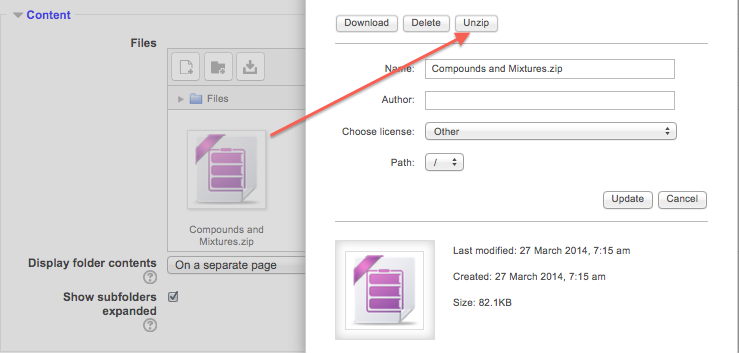 Content
Files
Files
Compounds and
Mixtures.zip
Display folder contents
?
On a separate page
Show subfolders
expanded
?
Download Delete Unzip
Name: Compounds and Mixtures.zip
Author:
Choose license: Other
Path: /
Update Cancel
Last modified: 27 March 2014, 7:15 am
Created: 27 March 2014, 7:15 am
Size: 82.1KB